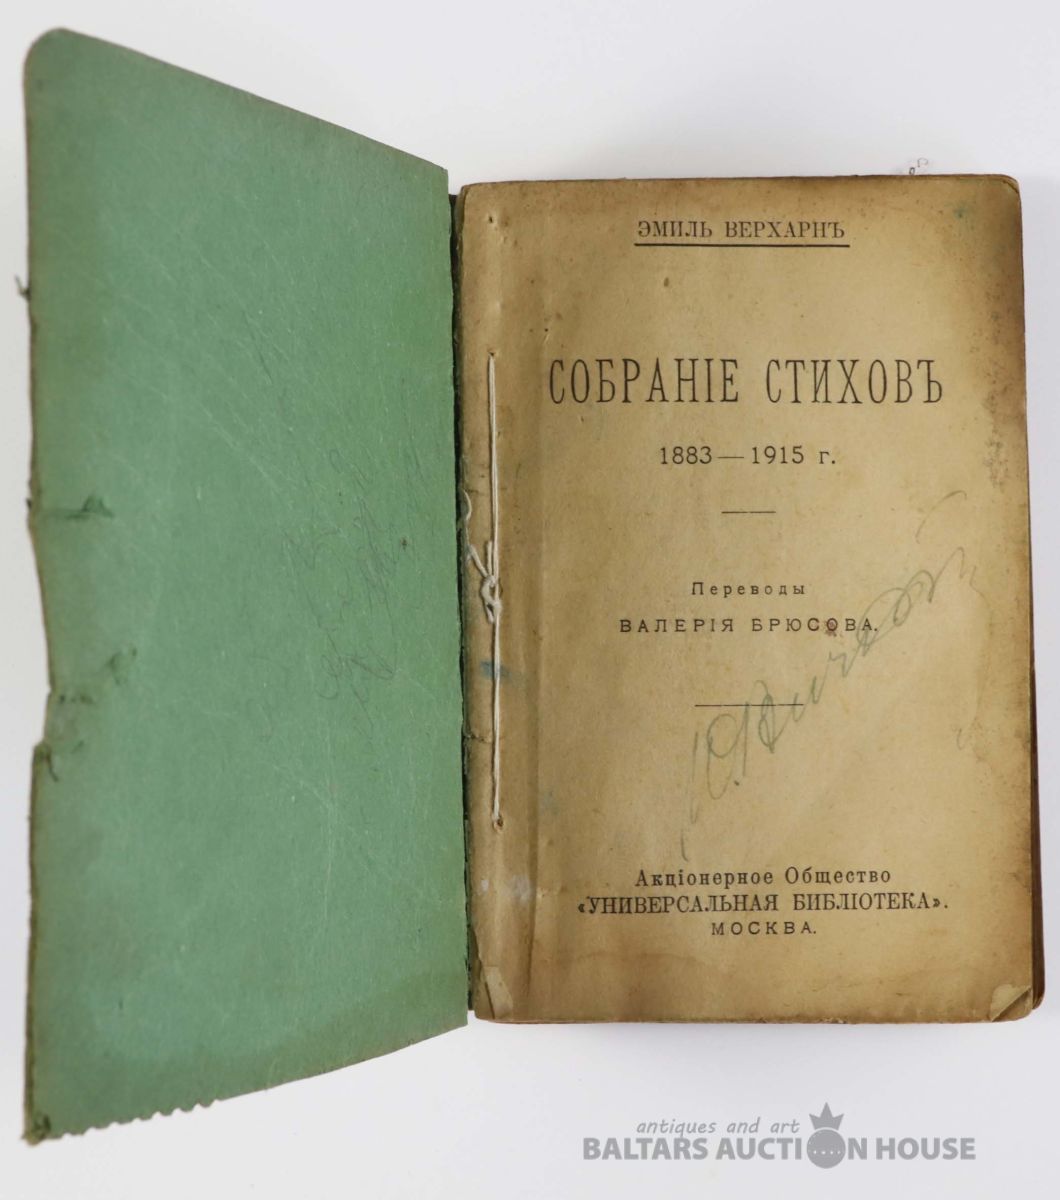 ЭМИЛЬ ВЕРХАРНЪ
СОБРАНІЕ СТИХОВЪ
1883—1915 г.
Переводы
ВАЛЕРІЯ БРЮСОВА.
Акціонерное Общество
«УНИВЕРСАЛЬНАЯ БИБЛІОТЕКА».
МОСКВА.
antiques and art
BALTARS AUCTION HOUSE